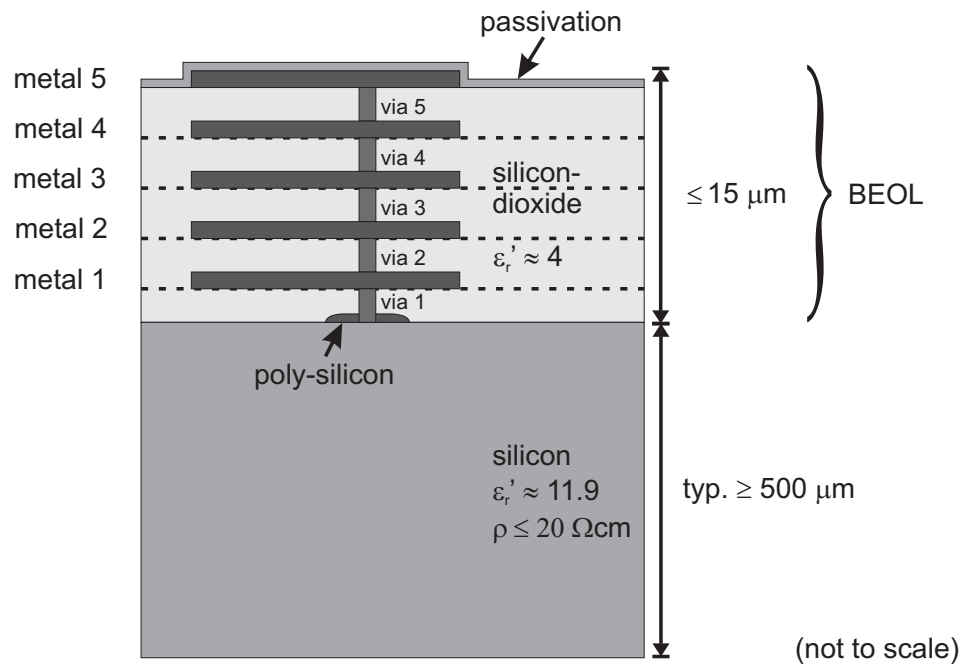 passivation
metal 5
via 5
metal 4
via 4
silicon-
dioxide
metal 3
≤ 15 μm
BEOL
via 3
metal 2
via 2
εᵣ' ≈ 4
metal 1
via 1
poly-silicon
silicon
εᵣ' ≈ 11.9
ρ ≤ 20 Ωcm
typ. ≥ 500 μm
(not to scale)